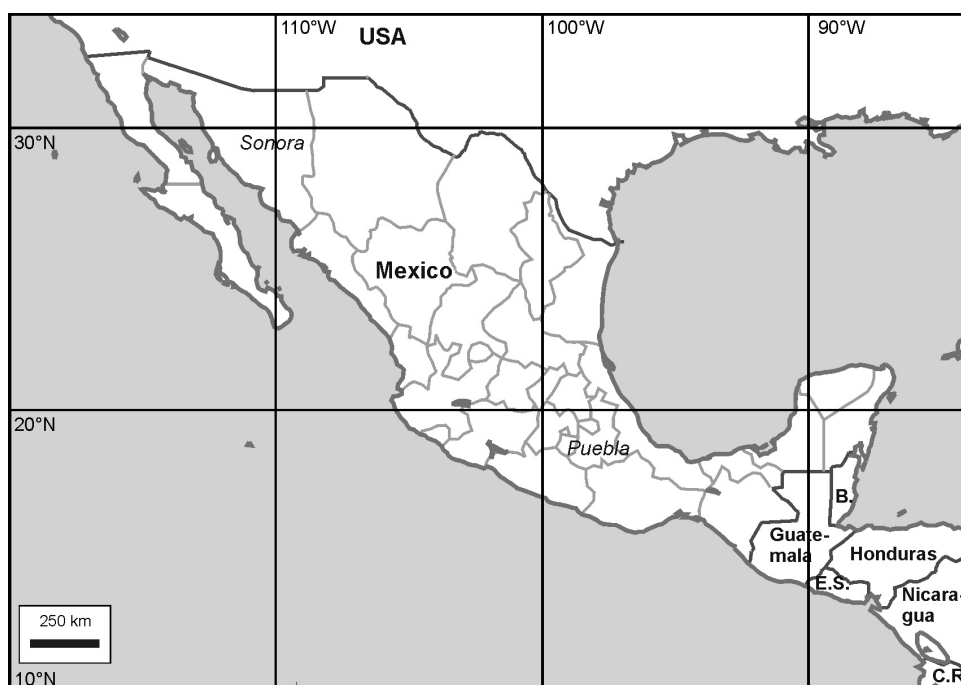 110°W
USA
100°W
90°W
30°N
Sonora
Mexico
20°N
Puebla
B.
Guate-
mala
Honduras
E.S.
Nicara-
gua
250 km
10°N
C.R